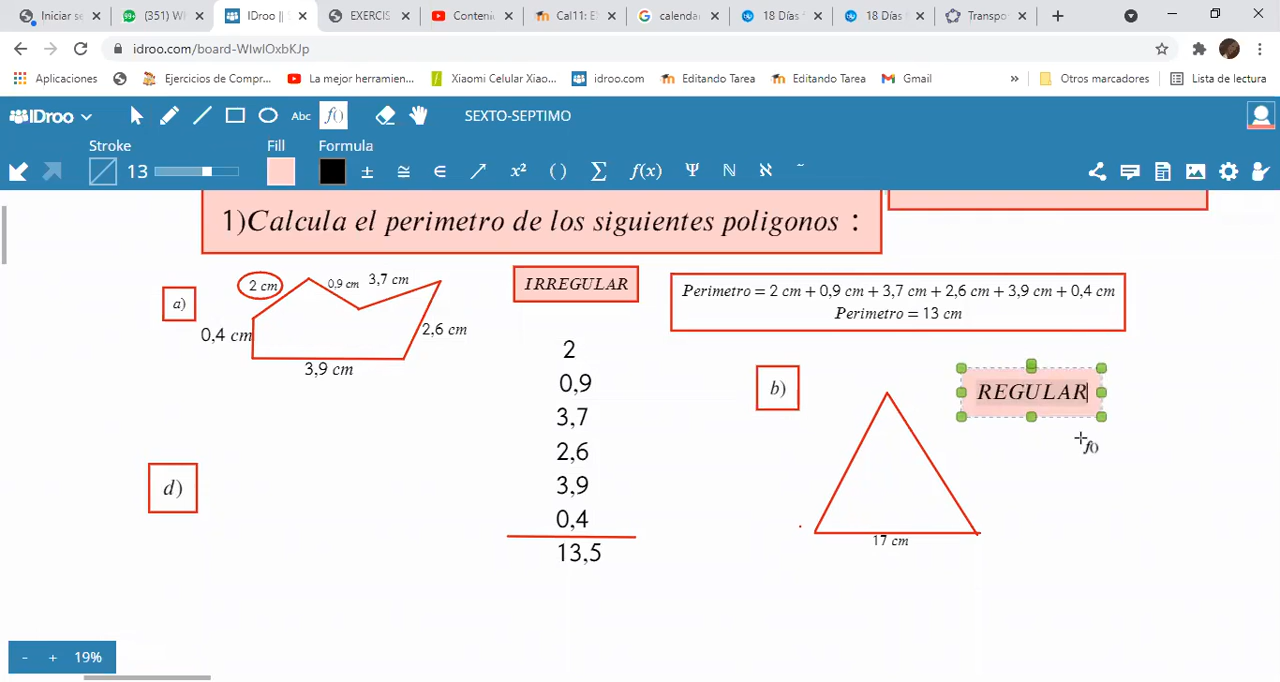 Iniciar se
(351) W
IDroo ||
EXERCIS
Conteni
Cal11: E
calenda
18 Días
18 Días
Transpo
idroo.com/board-WIwIOxbKJp
Aplicaciones
Ejercicios de Compr...
La mejor herramien...
Xiaomi Celular Xiao...
idroo.com
Editando Tarea
Editando Tarea
Gmail
»
Otros marcadores
Lista de lectura
IDroo
Abc
f()
SEXTO-SEPTIMO
Stroke
Fill
Formula
13
± ≅ ∈ x² ( ) ∑ f(x) Ψ ℕ ℵ
1)Calcula el perimetro de los siguientes poligonos :
a)
2 cm
0,9 cm
3,7 cm
0,4 cm
2,6 cm
3,9 cm
IRREGULAR
2
0,9
3,7
2,6
3,9
0,4
13,5
Perimetro = 2 cm + 0,9 cm + 3,7 cm + 2,6 cm + 3,9 cm + 0,4 cm
Perimetro = 13 cm
b)
REGULAR
f()
17 cm
d)
- + 19%